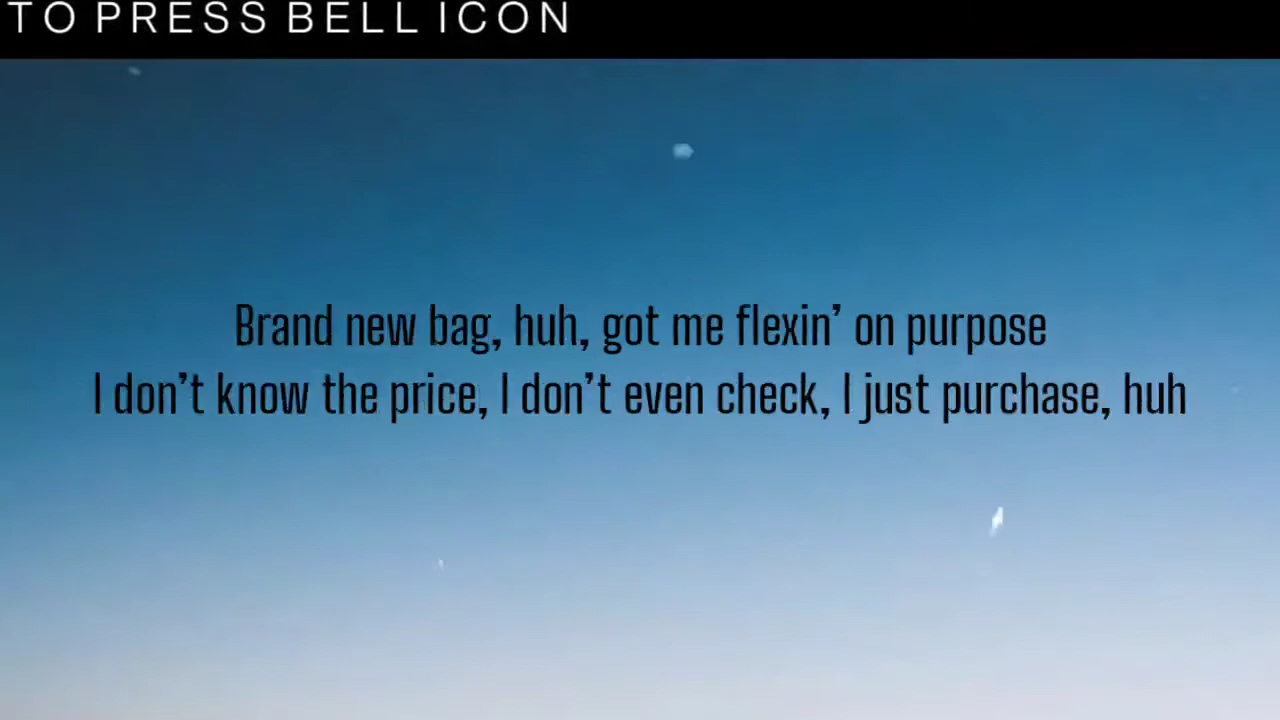 TO PRESS BELL ICON
Brand new bag, huh, got me flexin’ on purpose
I don’t know the price, I don’t even check, I just purchase, huh